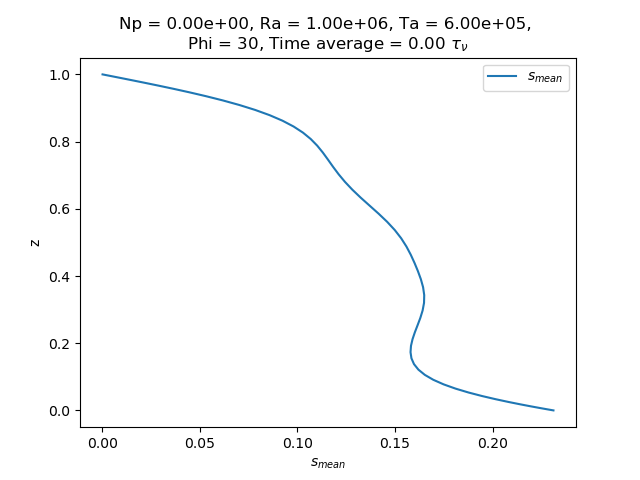 Np = 0.00e+00, Ra = 1.00e+06, Ta = 6.00e+05,
Phi = 30, Time average = 0.00 τν
s_mean
1.0
0.8
0.6
0.4
0.2
0.0
z
0.00 0.05 0.10 0.15 0.20
s_mean